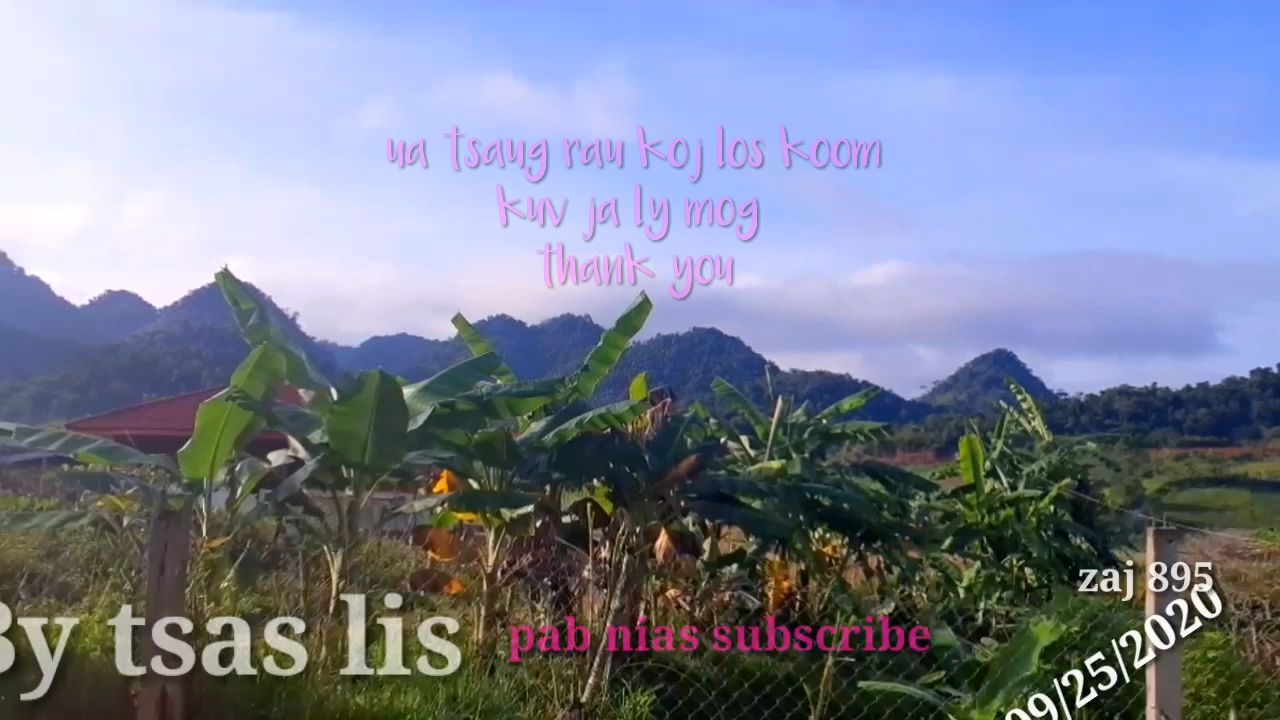 ua tsaug rau koj los koom
kuv ja ly mog
thank you
zaj 895
By tsas lis
pab nias subscribe
09/25/2020